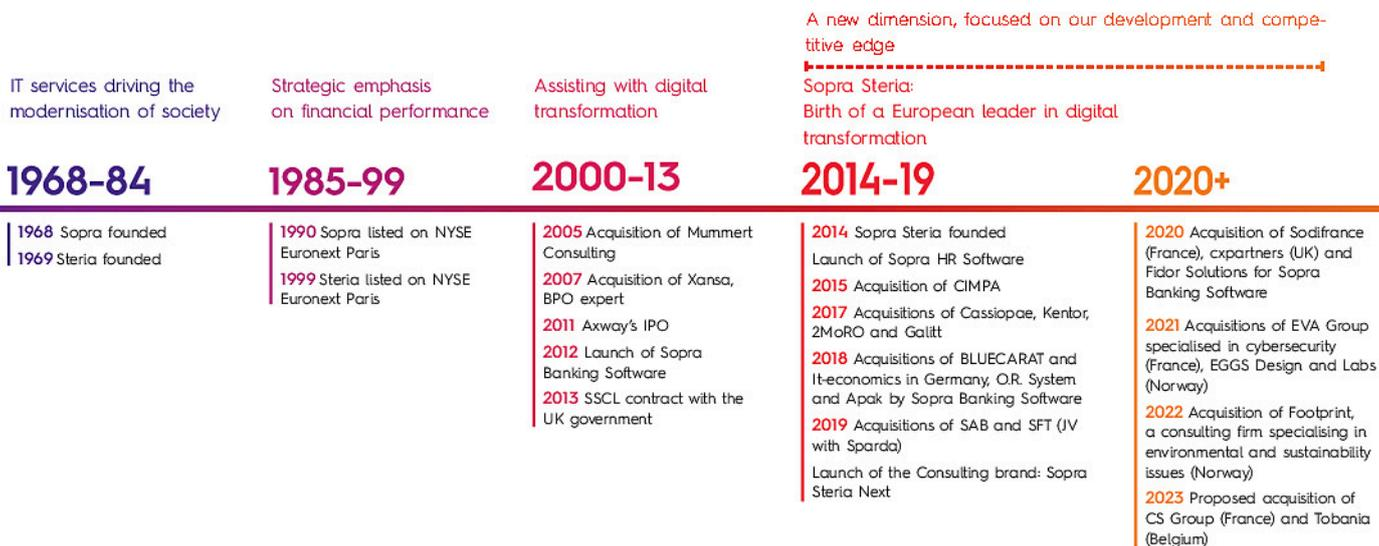 A new dimension, focused on our development and compe-
titive edge
IT services driving the
modernisation of society
Strategic emphasis
on financial performance
Assisting with digital
transformation
Sopra Steria:
Birth of a European leader in digital
transformation
1968-84
1985-99
2000-13
2014-19
2020+
1968 Sopra founded
1969 Steria founded
1990 Sopra listed on NYSE
Euronext Paris
1999 Steria listed on NYSE
Euronext Paris
2005 Acquisition of Mummert
Consulting
2007 Acquisition of Xansa,
BPO expert
2011 Axway's IPO
2012 Launch of Sopra
Banking Software
2013 SSCL contract with the
UK government
2014 Sopra Steria founded
Launch of Sopra HR Software
2015 Acquisition of CIMPA
2017 Acquisitions of Cassiopae, Kentor,
2MoRO and Galitt
2018 Acquisitions of BLUECARAT and
It-economics in Germany, O.R. System
and Apak by Sopra Banking Software
2019 Acquisitions of SAB and SFT (JV
with Sparda)
Launch of the Consulting brand: Sopra
Steria Next
2020 Acquisition of Sodifrance
(France), cxpartners (UK) and
Fidor Solutions for Sopra
Banking Software
2021 Acquisitions of EVA Group
specialised in cybersecurity
(France), EGGS Design and Labs
(Norway)
2022 Acquisition of Footprint,
a consulting firm specialising in
environmental and sustainability
issues (Norway)
2023 Proposed acquisition of
CS Group (France) and Tobania
(Belgium)